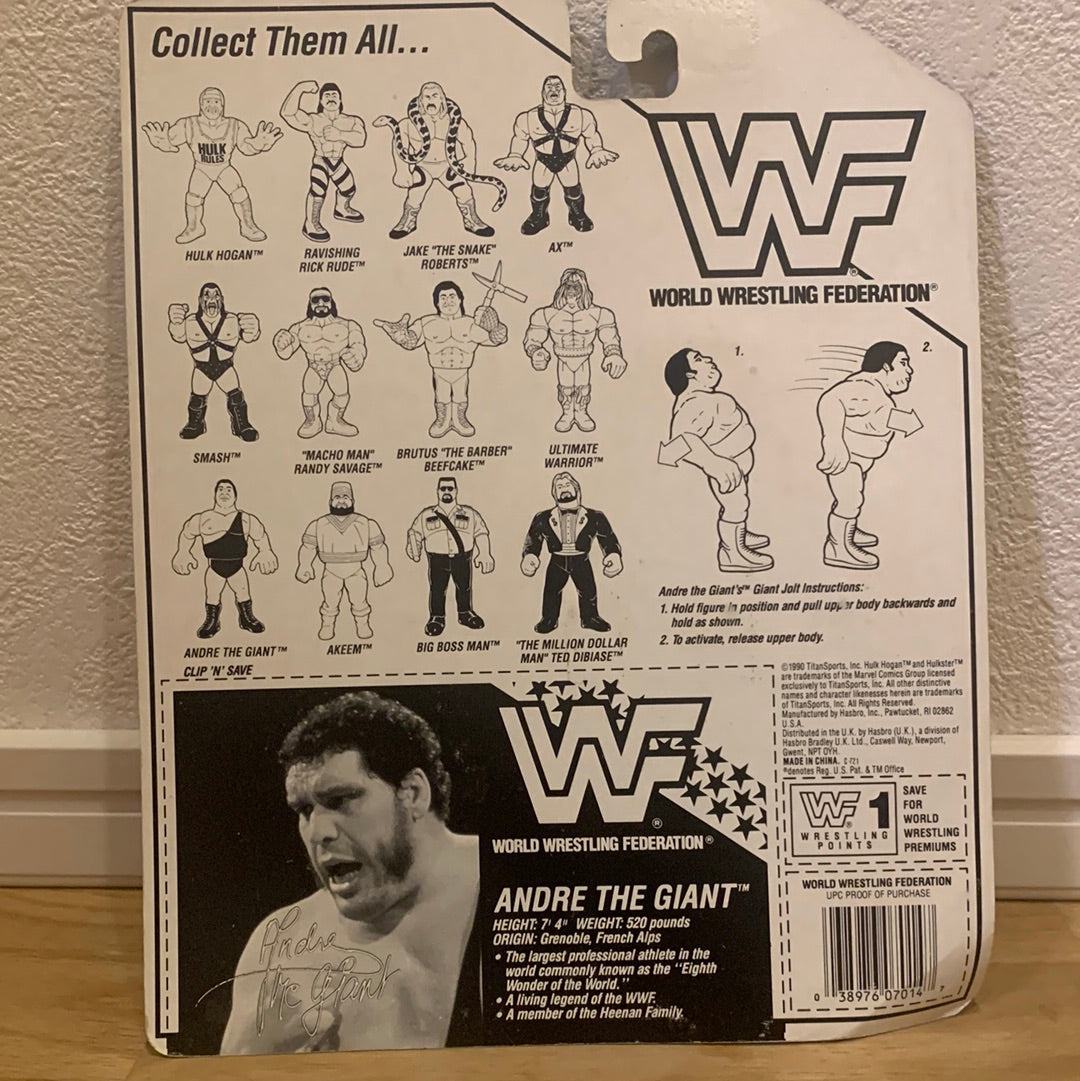 Collect Them All...
HULK
RULES
HULK HOGAN™
RAVISHING
RICK RUDE™
JAKE "THE SNAKE"
ROBERTS™
AX™
WF
WORLD WRESTLING FEDERATION®
SMASH™
"MACHO MAN"
RANDY SAVAGE™
BRUTUS "THE BARBER"
BEEFCAKE™
ULTIMATE
WARRIOR™
1.
2.
ANDRE THE GIANT™
AKEEM™
BIG BOSS MAN™
"THE MILLION DOLLAR
MAN" TED DIBIASE™
Andre the Giant's™ Giant Jolt Instructions:
1. Hold figure in position and pull upper body backwards and
hold as shown.
2. To activate, release upper body.
CLIP 'N' SAVE
WF®
WORLD WRESTLING FEDERATION®
ANDRE THE GIANT™
HEIGHT: 7' 4" WEIGHT: 520 pounds
ORIGIN: Grenoble, French Alps
• The largest professional athlete in the
world commonly known as the "Eighth
Wonder of the World."
• A living legend of the WWF.
• A member of the Heenan Family.
Andre
The Giant
©1990 TitanSports, Inc. Hulk Hogan™ and Hulkster™
are trademarks of the Marvel Comics Group licensed
exclusively to TitanSports, Inc. All other distinctive
names and character likenesses herein are trademarks
of TitanSports, Inc. All Rights Reserved.
Manufactured by Hasbro, Inc., Pawtucket, RI 02862
U.S.A.
Distributed in the U.K. by Hasbro (U.K.), a division of
Hasbro Bradley U.K. Ltd., Caswell Way, Newport,
Gwent, NPT OYH.
MADE IN CHINA. C-721
®denotes Reg. U.S. Pat. & TM Office
WF® 1
WRESTLING
POINTS
SAVE
FOR
WORLD
WRESTLING
PREMIUMS
WORLD WRESTLING FEDERATION
UPC PROOF OF PURCHASE
0 38976 07014 7